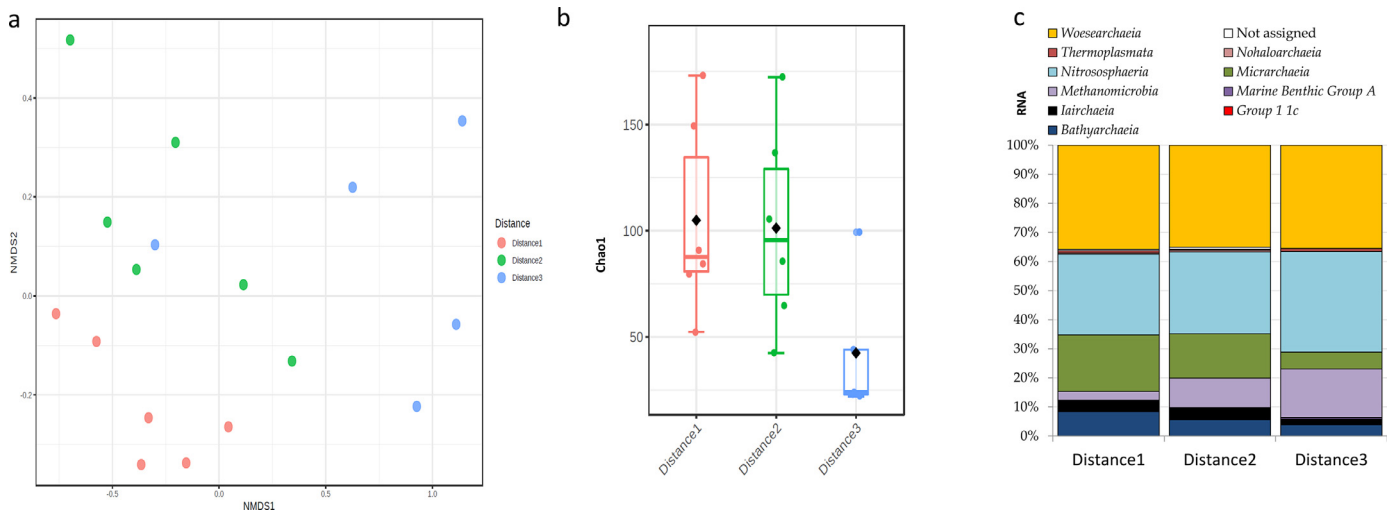 a
0.4
0.2
0.0
-0.2
NMDS2
-0.5
0.0
0.5
1.0
NMDS1
Distance
Distance1
Distance2
Distance3
b
150
100
50
Chao1
Distance1
Distance2
Distance3
c
Woesearchaeia
Thermoplasmata
Nitrososphaeria
Methanomicrobia
Iairchaeia
Bathyarchaeia
Not assigned
Nohaloarchaeia
Micrarchaeia
Marine Benthic Group A
Group 1 1c
RNA
100%
90%
80%
70%
60%
50%
40%
30%
20%
10%
0%
Distance1
Distance2
Distance3